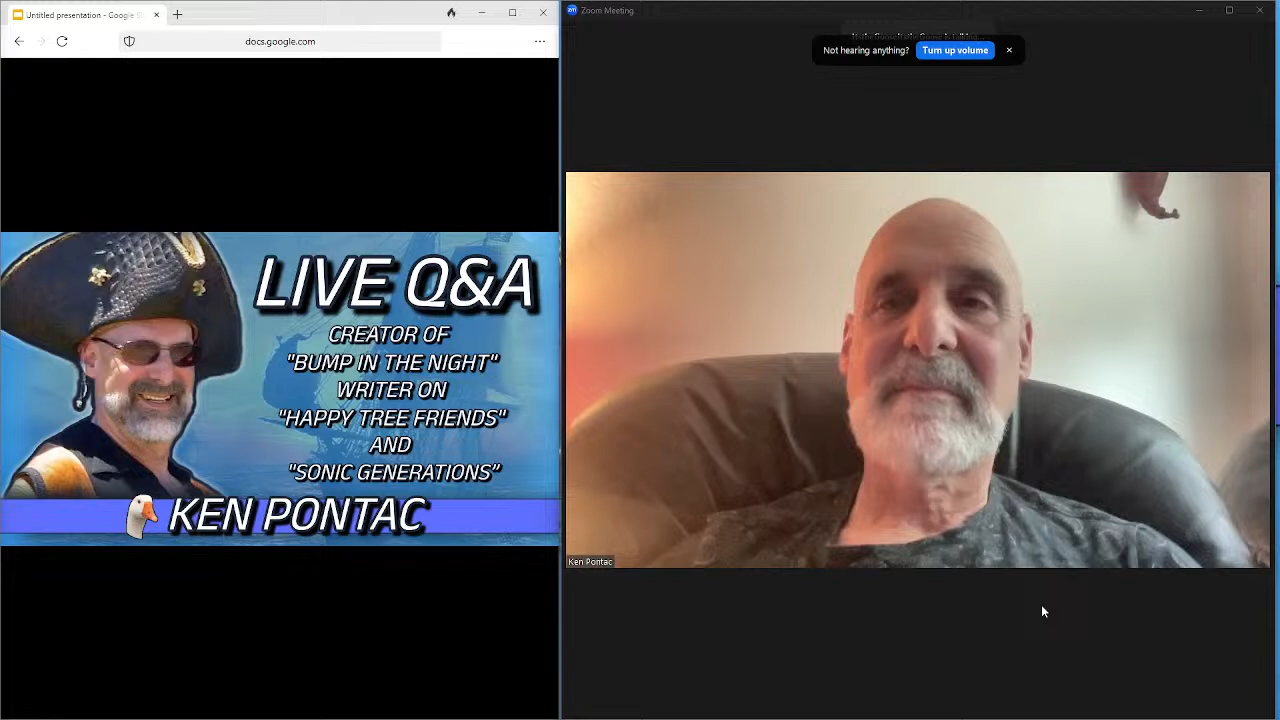 Untitled presentation - Google S
docs.google.com
LIVE Q&A
CREATOR OF
"BUMP IN THE NIGHT"
WRITER ON
"HAPPY TREE FRIENDS"
AND
"SONIC GENERATIONS"
KEN PONTAC
zm
Zoom Meeting
Not hearing anything?
Turn up volume
Ken Pontac